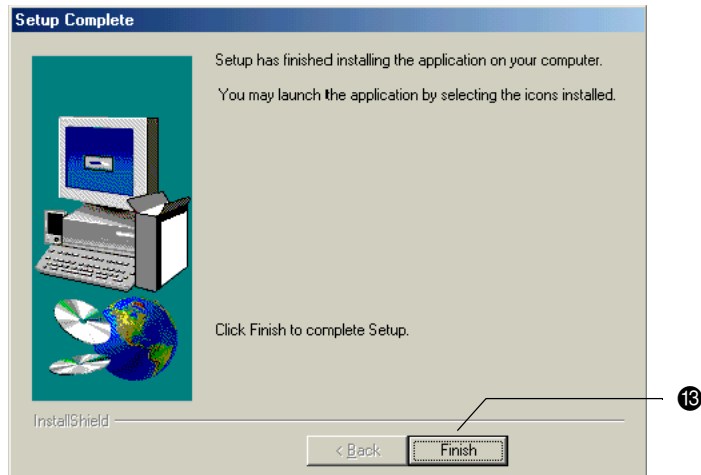 Setup Complete
Setup has finished installing the application on your computer.
You may launch the application by selecting the icons installed.
Click Finish to complete Setup.
⓭
InstallShield
< Back
Finish